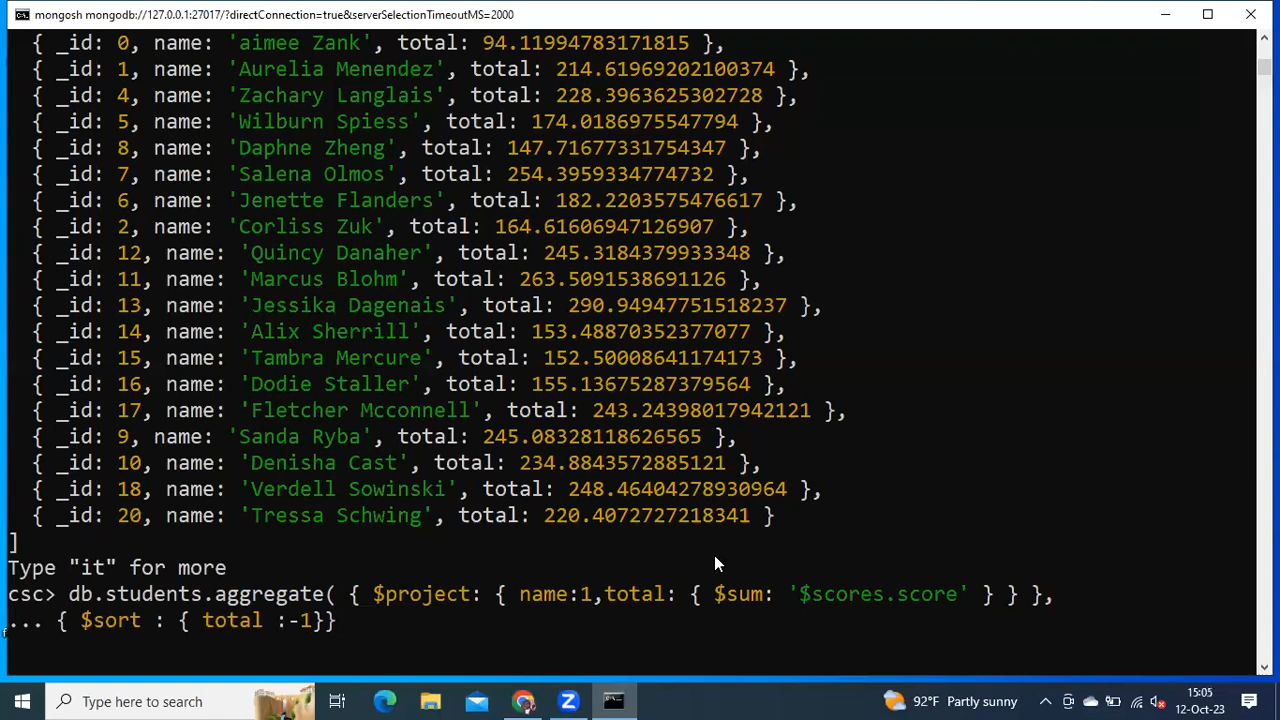 mongosh mongodb://127.0.0.1:27017/?directConnection=true&serverSelectionTimeoutMS=2000
{ _id: 0, name: 'aimee Zank', total: 94.11994783171815 },
{ _id: 1, name: 'Aurelia Menendez', total: 214.61969202100374 },
{ _id: 4, name: 'Zachary Langlais', total: 228.3963625302728 },
{ _id: 5, name: 'Wilburn Spiess', total: 174.0186975547794 },
{ _id: 8, name: 'Daphne Zheng', total: 147.71677331754347 },
{ _id: 7, name: 'Salena Olmos', total: 254.3959334774732 },
{ _id: 6, name: 'Jenette Flanders', total: 182.2203575476617 },
{ _id: 2, name: 'Corliss Zuk', total: 164.61606947126907 },
{ _id: 12, name: 'Quincy Danaher', total: 245.3184379933348 },
{ _id: 11, name: 'Marcus Blohm', total: 263.5091538691126 },
{ _id: 13, name: 'Jessika Dagenais', total: 290.94947751518237 },
{ _id: 14, name: 'Alix Sherrill', total: 153.48870352377077 },
{ _id: 15, name: 'Tambra Mercure', total: 152.50008641174173 },
{ _id: 16, name: 'Dodie Staller', total: 155.13675287379564 },
{ _id: 17, name: 'Fletcher Mcconnell', total: 243.24398017942121 },
{ _id: 9, name: 'Sanda Ryba', total: 245.08328118626565 },
{ _id: 10, name: 'Denisha Cast', total: 234.8843572885121 },
{ _id: 18, name: 'Verdell Sowinski', total: 248.46404278930964 },
{ _id: 20, name: 'Tressa Schwing', total: 220.4072727218341 }
]
Type "it" for more
csc> db.students.aggregate( { $project: { name:1,total: { $sum: '$scores.score' } } },
... { $sort : { total :-1}}
Type here to search
92°F Partly sunny
15:05
12-Oct-23